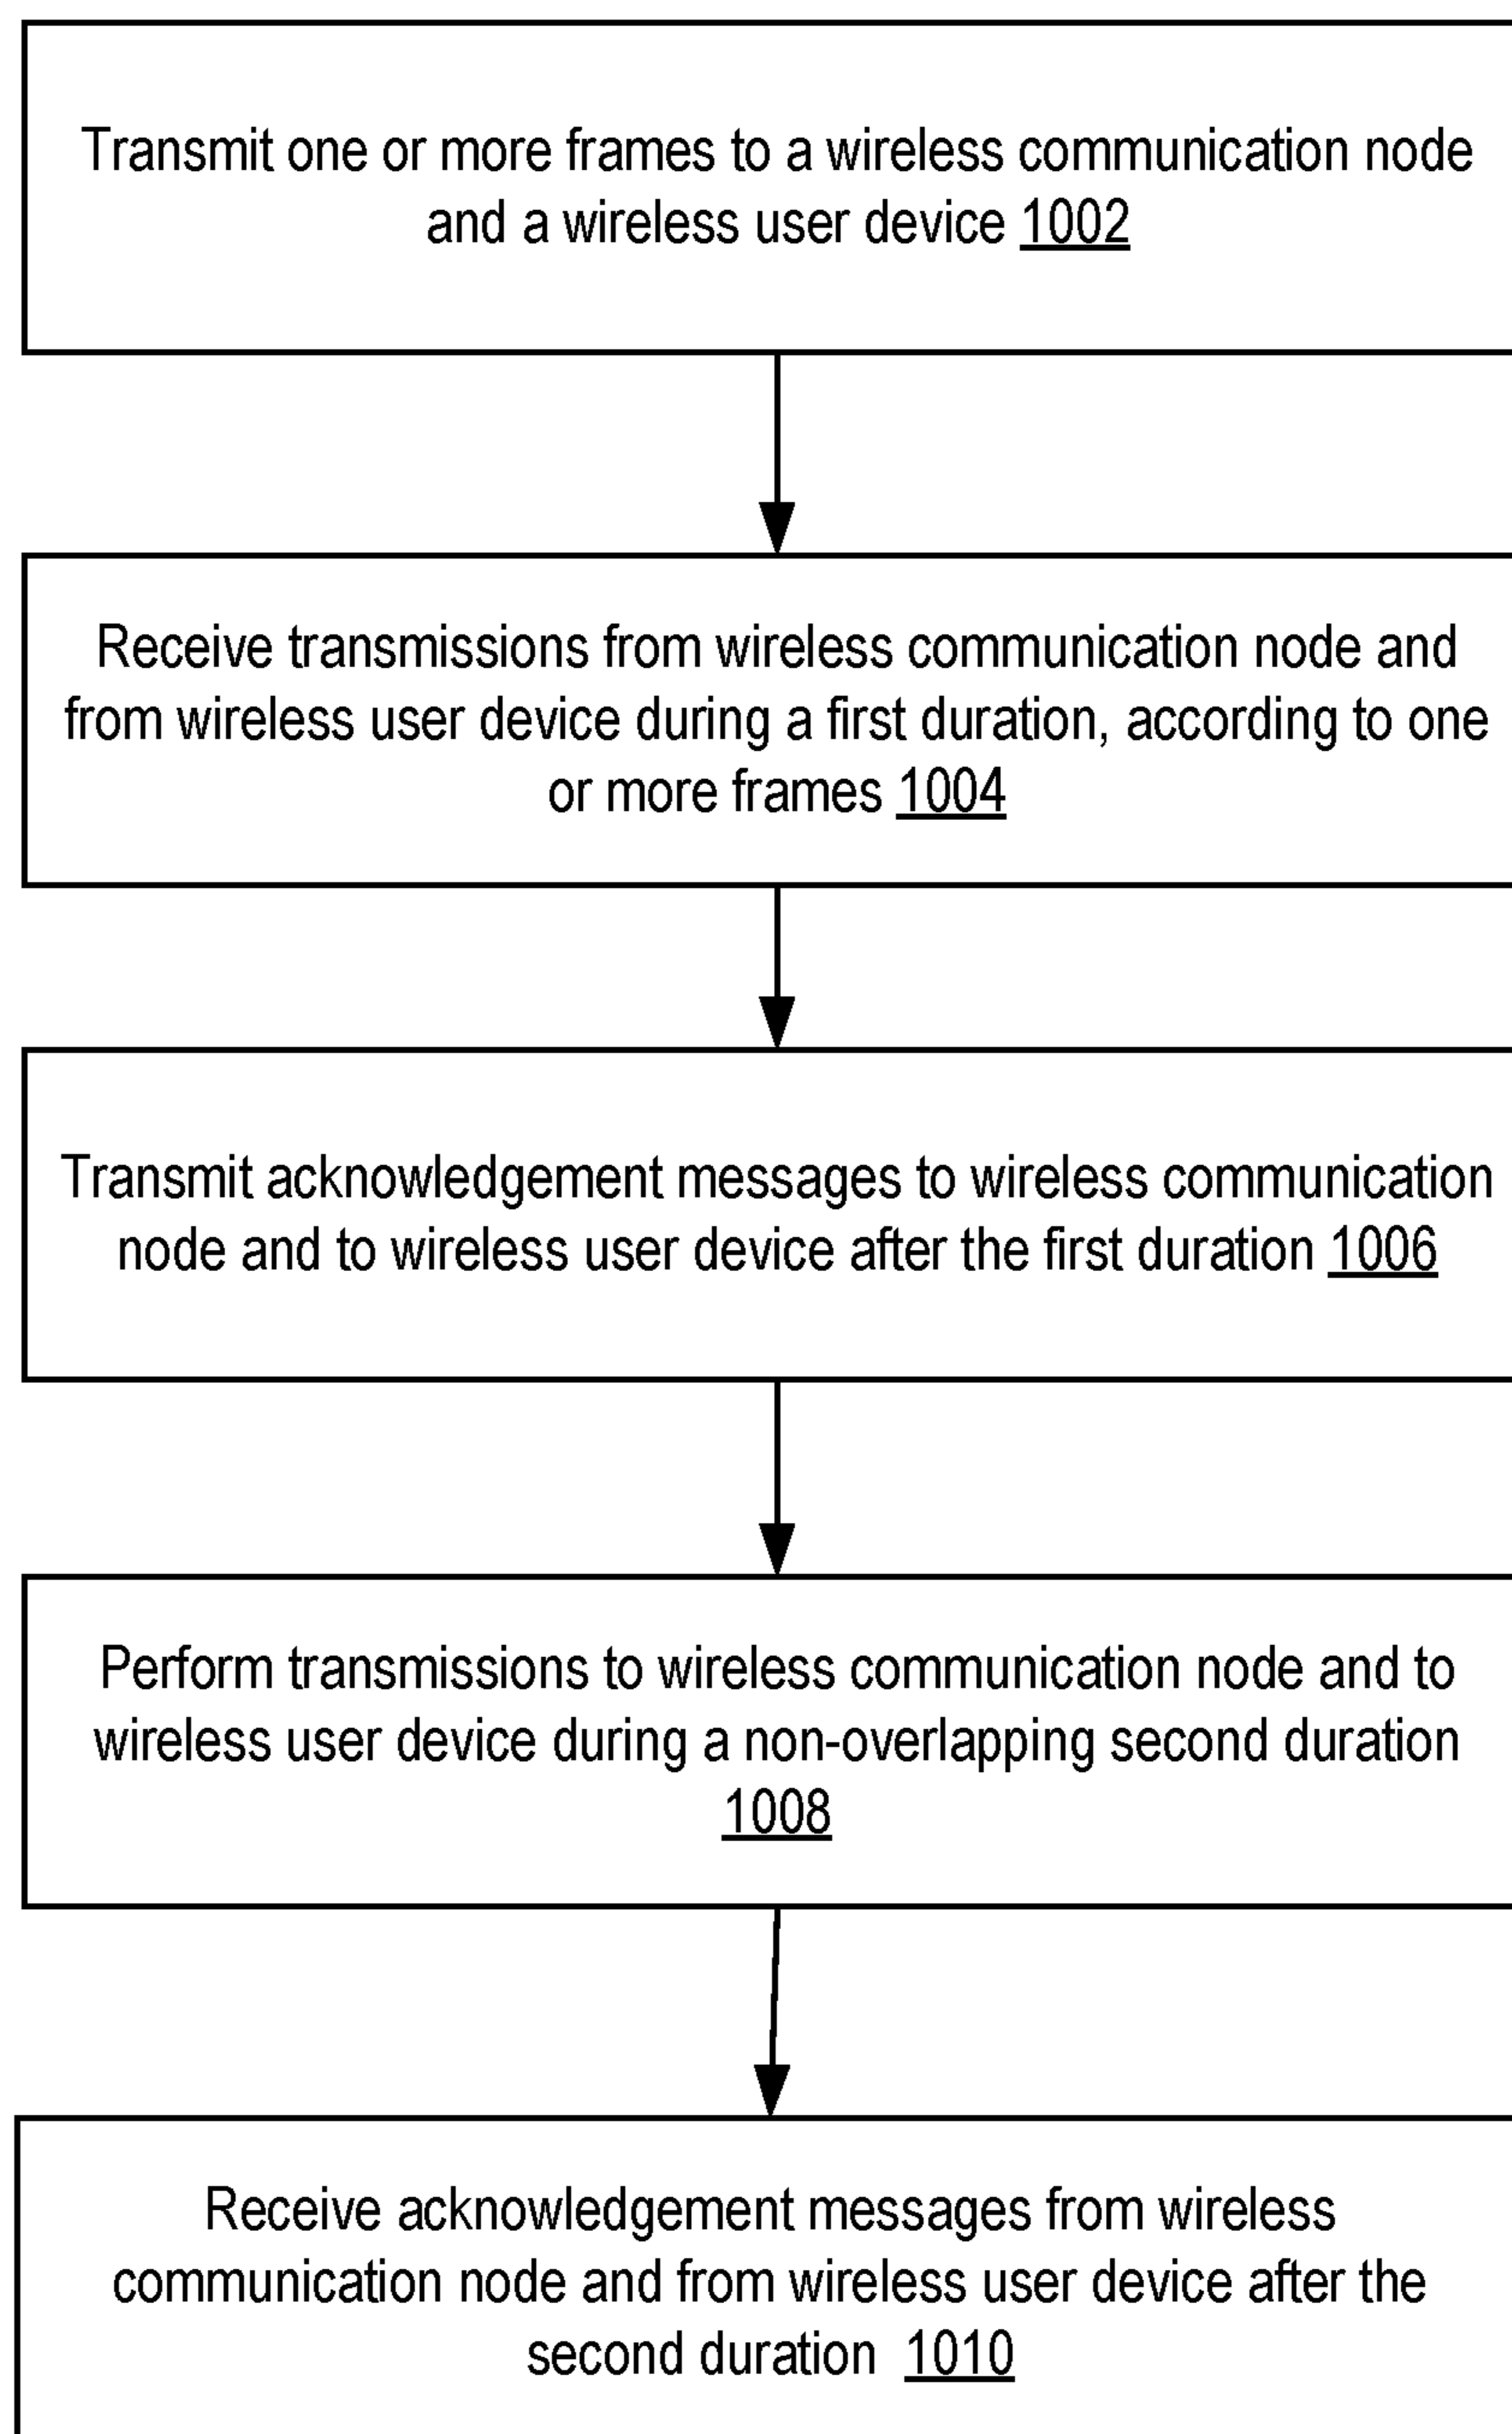 Transmit one or more frames to a wireless communication node
and a wireless user device 1002
Receive transmissions from wireless communication node and
from wireless user device during a first duration, according to one
or more frames 1004
Transmit acknowledgement messages to wireless communication
node and to wireless user device after the first duration 1006
Perform transmissions to wireless communication node and to
wireless user device during a non-overlapping second duration
1008
Receive acknowledgement messages from wireless
communication node and from wireless user device after the
second duration 1010